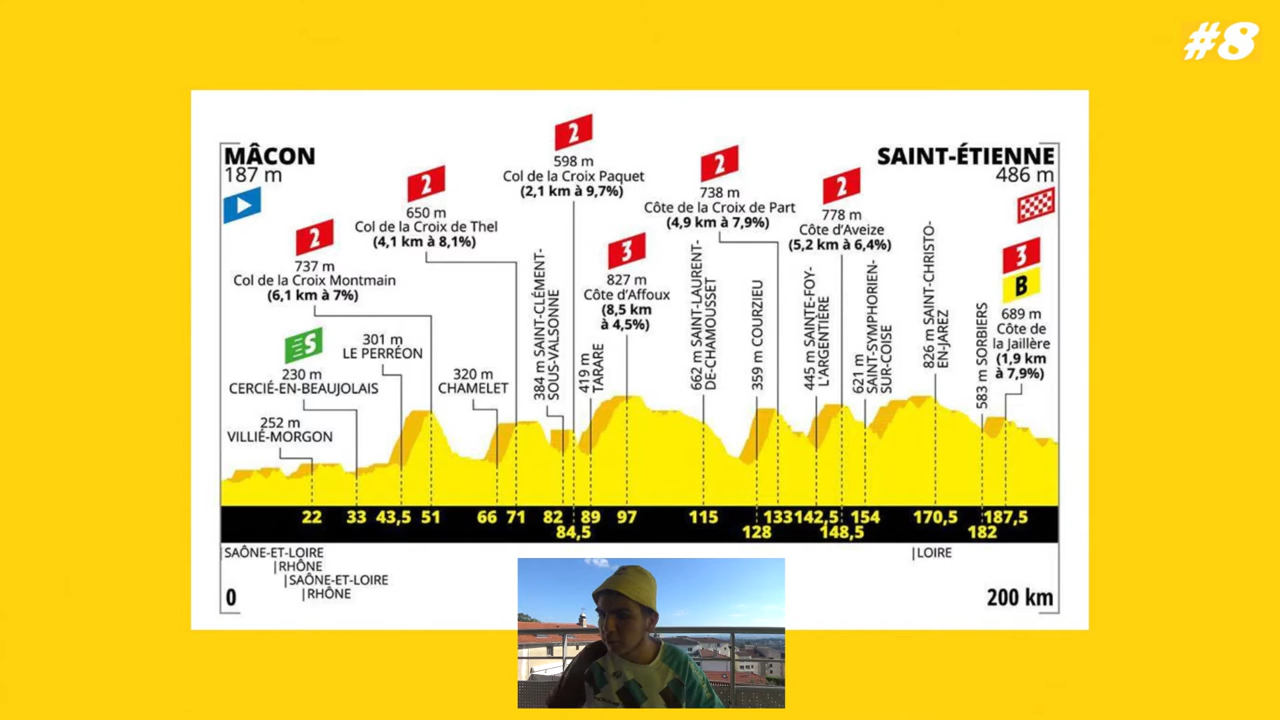 #8
MÂCON
187 m
SAINT-ÉTIENNE
486 m
2
737 m
Col de la Croix Montmain
(6,1 km à 7%)
2
650 m
Col de la Croix de Thel
(4,1 km à 8,1%)
2
598 m
Col de la Croix Paquet
(2,1 km à 9,7%)
3
827 m
Côte d'Affoux
(8,5 km
à 4,5%)
2
738 m
Côte de la Croix de Part
(4,9 km à 7,9%)
2
778 m
Côte d'Aveize
(5,2 km à 6,4%)
3
B
689 m
Côte de
la Jaillère
(1,9 km
à 7,9%)
S
230 m
CERCIÉ-EN-BEAUJOLAIS
252 m
VILLIÉ-MORGON
301 m
LE PERRÉON
320 m
CHAMELET
384 m SAINT-CLÉMENT-
SOUS-VALSONNE
419 m
TARARE
662 m SAINT-LAURENT-
DE-CHAMOUSSET
359 m COURZIEU
445 m SAINTE-FOY-
L'ARGENTIÈRE
621 m
SAINT-SYMPHORIEN-
SUR-COISE
826 m SAINT-CHRISTO-
EN-JAREZ
583 m SORBIERS
22 33 43,5 51 66 71 82 89 97 115 133 142,5 154 170,5 187,5
84,5 128 148,5 182
SAÔNE-ET-LOIRE
RHÔNE
SAÔNE-ET-LOIRE
RHÔNE
LOIRE
0
200 km